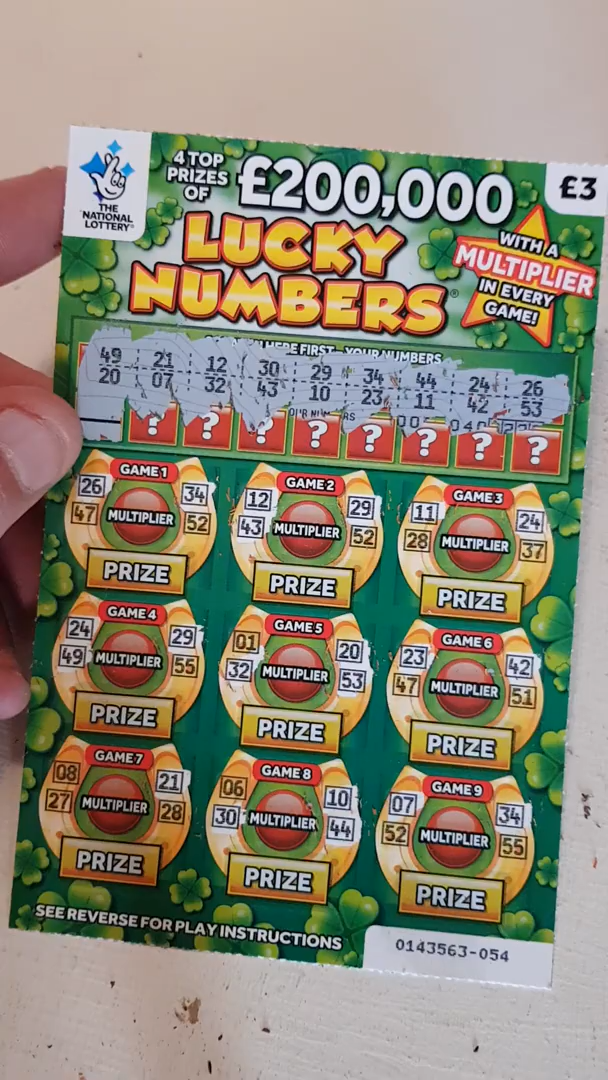 THE
NATIONAL
LOTTERY®
4 TOP
PRIZES
OF
£200,000
£3
LUCKY
NUMBERS®
WITH A
MULTIPLIER
IN EVERY
GAME!
HERE FIRST YOUR NUMBERS
49 21 12 30 29 34 44 24 26
20 07 32 43 10 23 11 42 53
? ? ? ? ? ? ? ?
GAME 1
26 34
47 MULTIPLIER 52
PRIZE
GAME 2
12 29
43 MULTIPLIER 52
PRIZE
GAME 3
11 24
28 MULTIPLIER 37
PRIZE
GAME 4
24 29
49 MULTIPLIER 55
PRIZE
GAME 5
01 20
32 MULTIPLIER 53
PRIZE
GAME 6
23 42
47 MULTIPLIER 51
PRIZE
GAME 7
08 21
27 MULTIPLIER 28
PRIZE
GAME 8
06 10
30 MULTIPLIER 44
PRIZE
GAME 9
07 34
52 MULTIPLIER 55
PRIZE
SEE REVERSE FOR PLAY INSTRUCTIONS
0143563-054